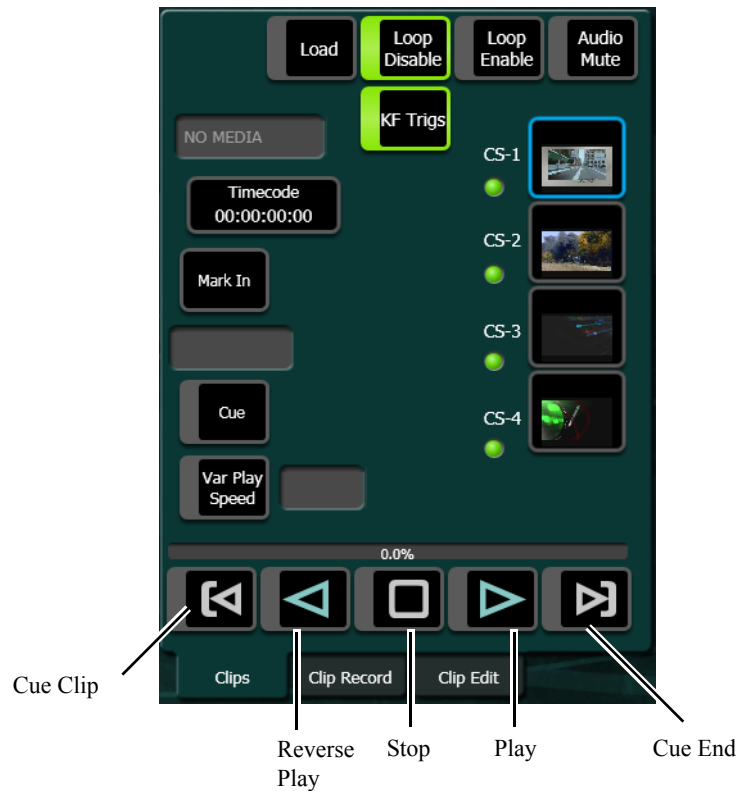 Load
Loop
Disable
Loop
Enable
Audio
Mute
KF Trigs
NO MEDIA
CS-1
Timecode
00:00:00:00
CS-2
Mark In
CS-3
Cue
CS-4
Var Play
Speed
0.0%
Clips
Clip Record
Clip Edit
Cue Clip
Reverse
Play
Stop
Play
Cue End